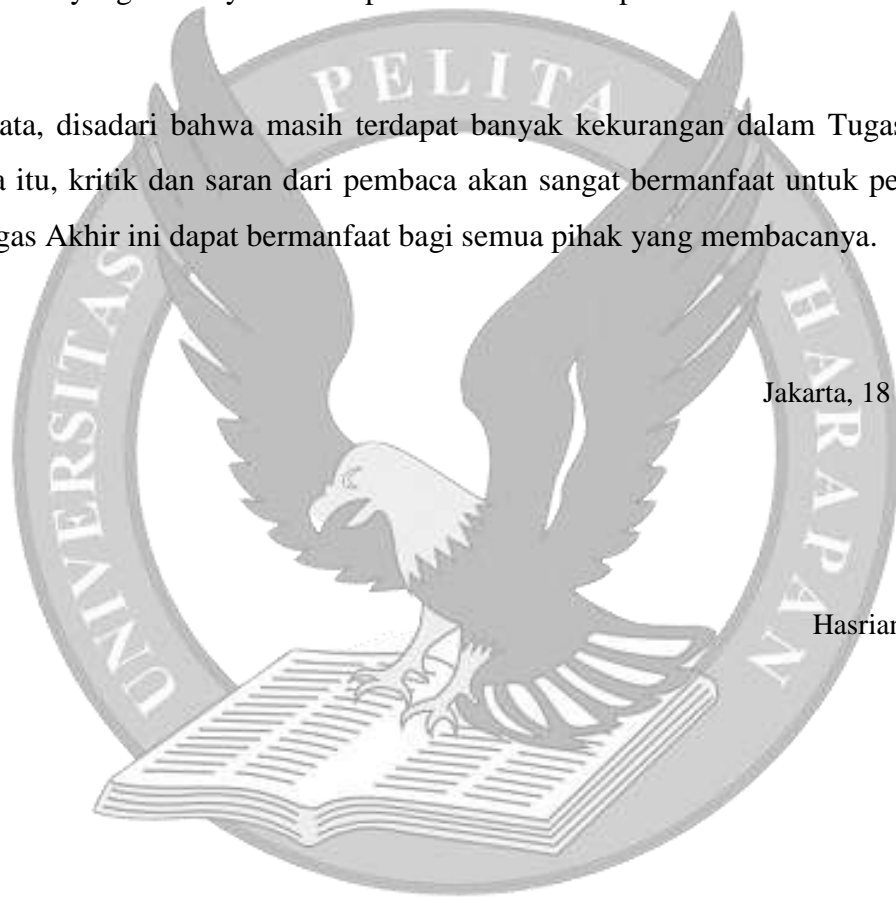 ata, disadari bahwa masih terdapat banyak kekurangan dalam Tugas
a itu, kritik dan saran dari pembaca akan sangat bermanfaat untuk pe
gas Akhir ini dapat bermanfaat bagi semua pihak yang membacanya.
Jakarta, 18
Hasrian
UNIVERSITAS PELITA HARAPAN